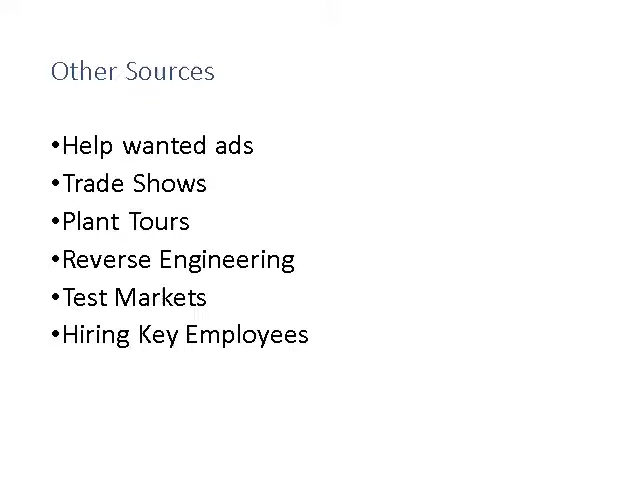 Other Sources
•Help wanted ads
•Trade Shows
•Plant Tours
•Reverse Engineering
•Test Markets
•Hiring Key Employees